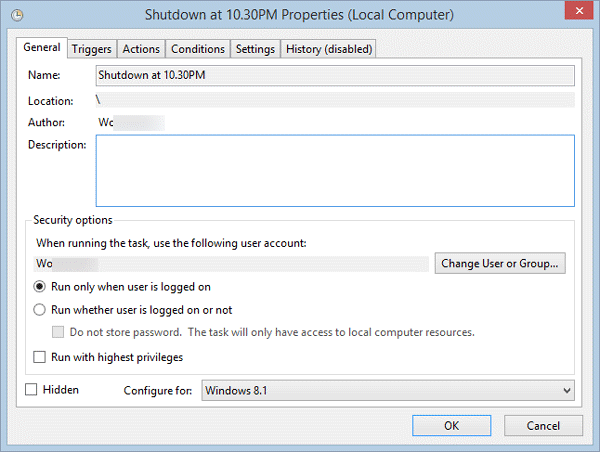 Shutdown at 10.30PM Properties (Local Computer)
General Triggers Actions Conditions Settings History (disabled)
Name: Shutdown at 10.30PM
Location: \
Author:
Description:
Security options
When running the task, use the following user account:
Change User or Group...
Run only when user is logged on
Run whether user is logged on or not
Do not store password. The task will only have access to local computer resources.
Run with highest privileges
Hidden Configure for: Windows 8.1
OK Cancel